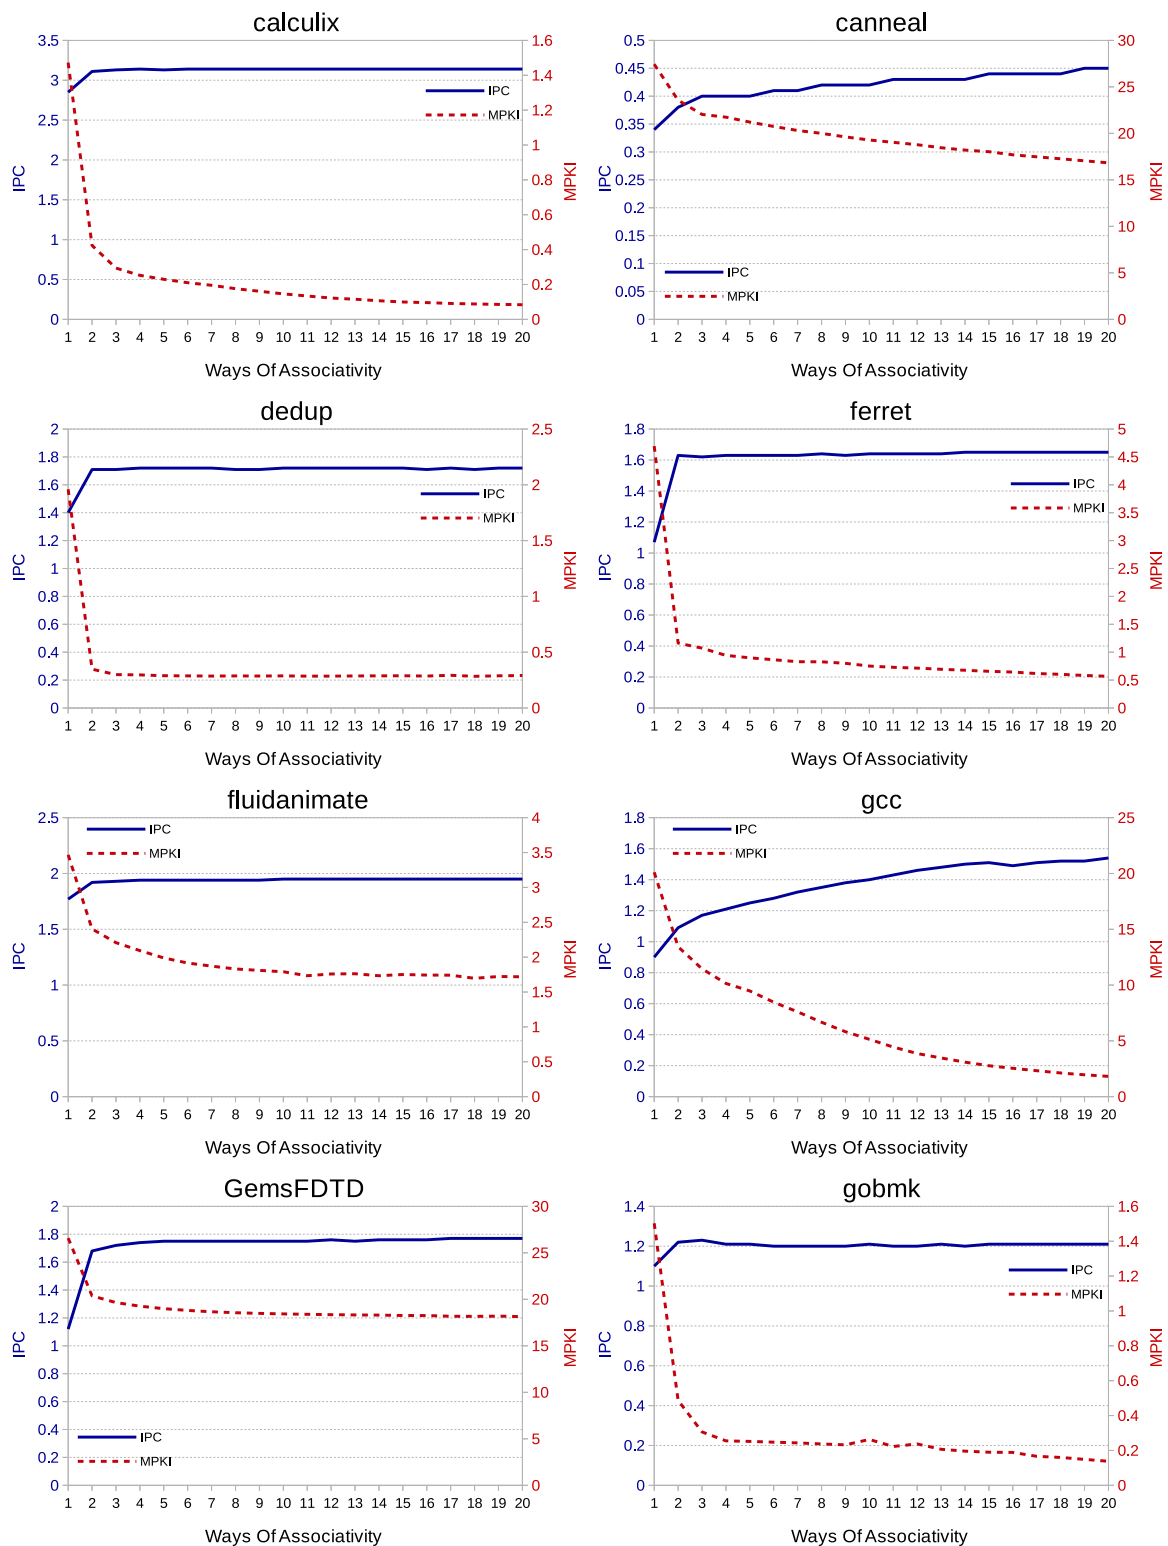 calculix
3.5
3
2.5
2
1.5
1
0.5
0
IPC
1.6
1.4
1.2
1
0.8
0.6
0.4
0.2
0
MPKI
IPC
MPKI
1 2 3 4 5 6 7 8 9 10 11 12 13 14 15 16 17 18 19 20
Ways Of Associativity
canneal
0.5
0.45
0.4
0.35
0.3
0.25
0.2
0.15
0.1
0.05
0
IPC
30
25
20
15
10
5
0
MPKI
IPC
MPKI
1 2 3 4 5 6 7 8 9 10 11 12 13 14 15 16 17 18 19 20
Ways Of Associativity
dedup
2
1.8
1.6
1.4
1.2
1
0.8
0.6
0.4
0.2
0
IPC
2.5
2
1.5
1
0.5
0
MPKI
IPC
MPKI
1 2 3 4 5 6 7 8 9 10 11 12 13 14 15 16 17 18 19 20
Ways Of Associativity
ferret
1.8
1.6
1.4
1.2
1
0.8
0.6
0.4
0.2
0
IPC
5
4.5
4
3.5
3
2.5
2
1.5
1
0.5
0
MPKI
IPC
MPKI
1 2 3 4 5 6 7 8 9 10 11 12 13 14 15 16 17 18 19 20
Ways Of Associativity
fluidanimate
2.5
2
1.5
1
0.5
0
IPC
4
3.5
3
2.5
2
1.5
1
0.5
0
MPKI
IPC
MPKI
1 2 3 4 5 6 7 8 9 10 11 12 13 14 15 16 17 18 19 20
Ways Of Associativity
gcc
1.8
1.6
1.4
1.2
1
0.8
0.6
0.4
0.2
0
IPC
25
20
15
10
5
0
MPKI
IPC
MPKI
1 2 3 4 5 6 7 8 9 10 11 12 13 14 15 16 17 18 19 20
Ways Of Associativity
GemsFDTD
2
1.8
1.6
1.4
1.2
1
0.8
0.6
0.4
0.2
0
IPC
30
25
20
15
10
5
0
MPKI
IPC
MPKI
1 2 3 4 5 6 7 8 9 10 11 12 13 14 15 16 17 18 19 20
Ways Of Associativity
gobmk
1.4
1.2
1
0.8
0.6
0.4
0.2
0
IPC
1.6
1.4
1.2
1
0.8
0.6
0.4
0.2
0
MPKI
IPC
MPKI
1 2 3 4 5 6 7 8 9 10 11 12 13 14 15 16 17 18 19 20
Ways Of Associativity